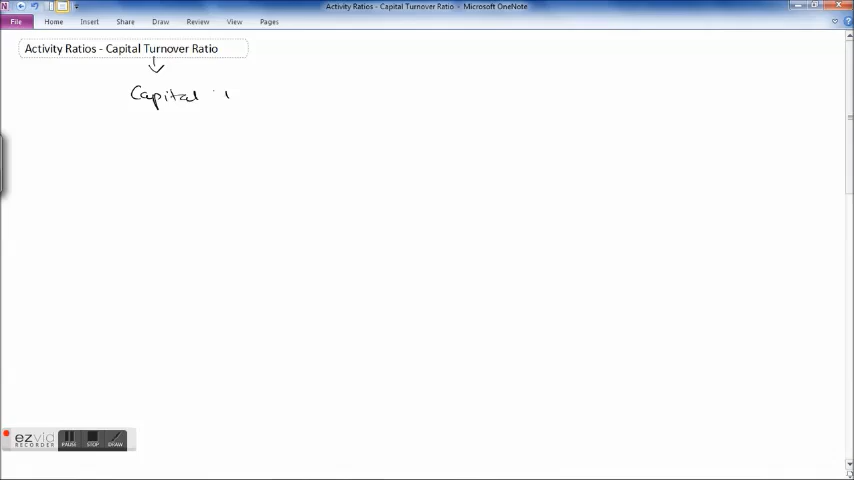 Activity Ratios - Capital Turnover Ratio - Microsoft OneNote
File Home Insert Share Draw Review View Pages
Activity Ratios - Capital Turnover Ratio
Capital
ezvid
RECORDER
PAUSE STOP DRAW